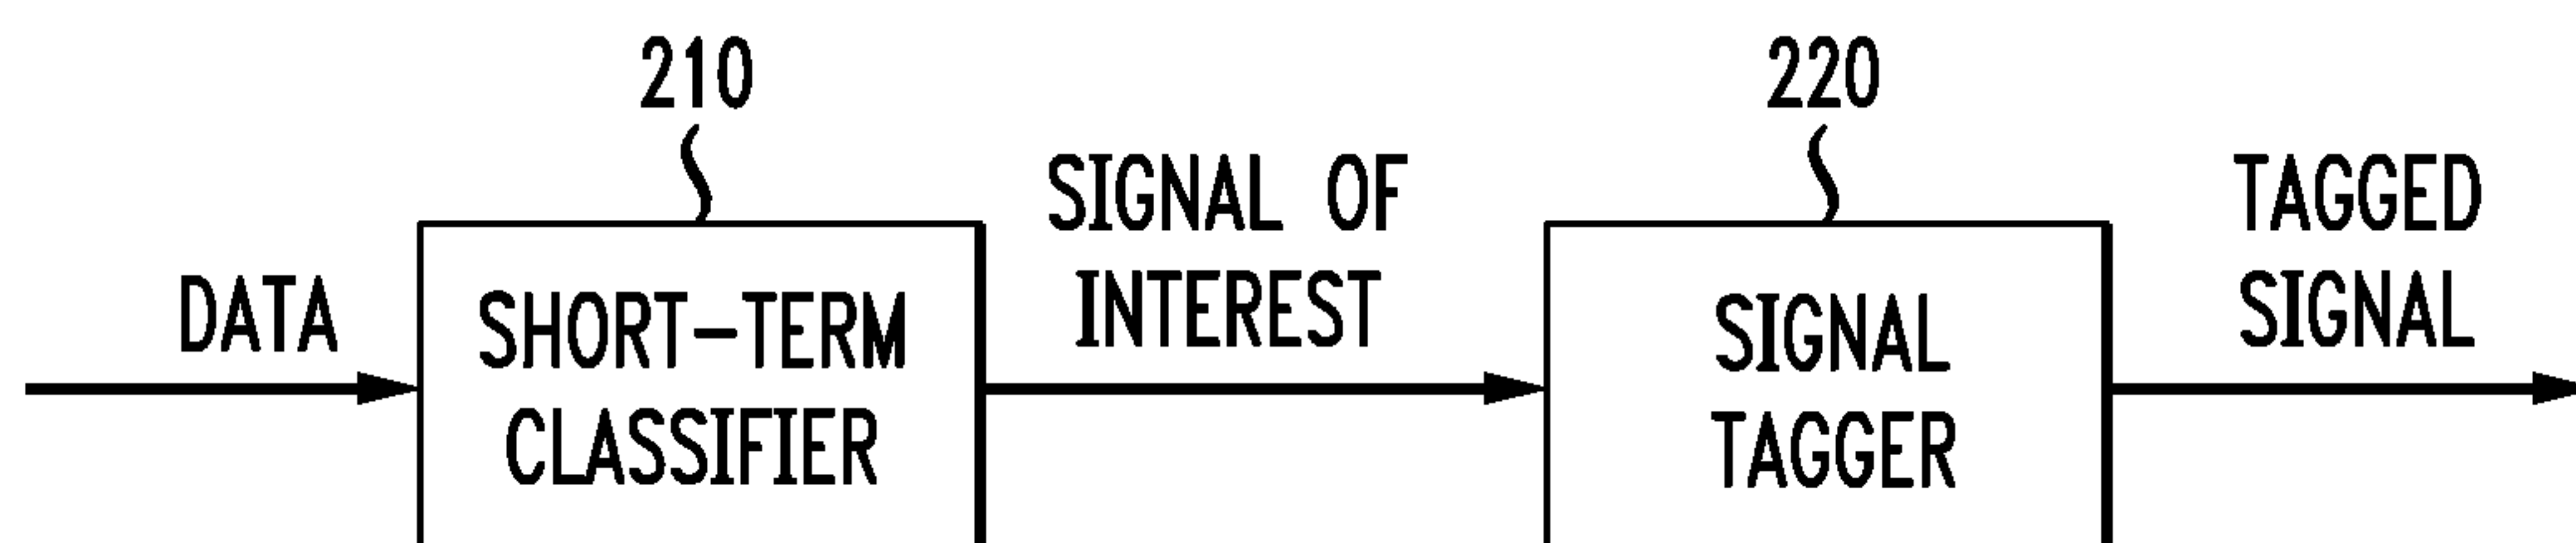 210
220
DATA
SHORT-TERM
CLASSIFIER
SIGNAL OF
INTEREST
SIGNAL
TAGGER
TAGGED
SIGNAL